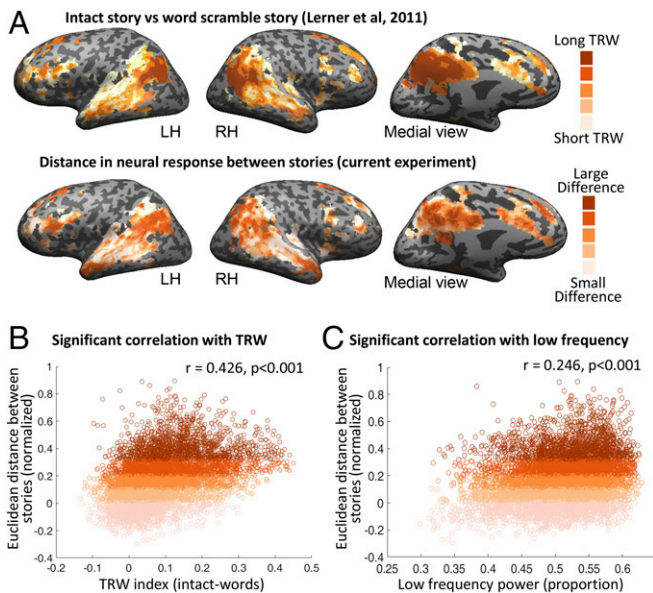 A
Intact story vs word scramble story (Lerner et al, 2011)
Long TRW
Short TRW
LH
RH
Medial view
Distance in neural response between stories (current experiment)
Large
Difference
Small
Difference
LH
RH
Medial view
B
Significant correlation with TRW
r = 0.426, p<0.001
Euclidean distance between
stories (normalized)
1
0.8
0.6
0.4
0.2
0
-0.2
-0.4
-0.2
-0.1
0
0.1
0.2
0.3
0.4
0.5
TRW index (intact-words)
C
Significant correlation with low frequency
r = 0.246, p<0.001
Euclidean distance between
stories (normalized)
1
0.8
0.6
0.4
0.2
0
-0.2
-0.4
0.25
0.3
0.35
0.4
0.45
0.5
0.55
0.6
Low frequency power (proportion)